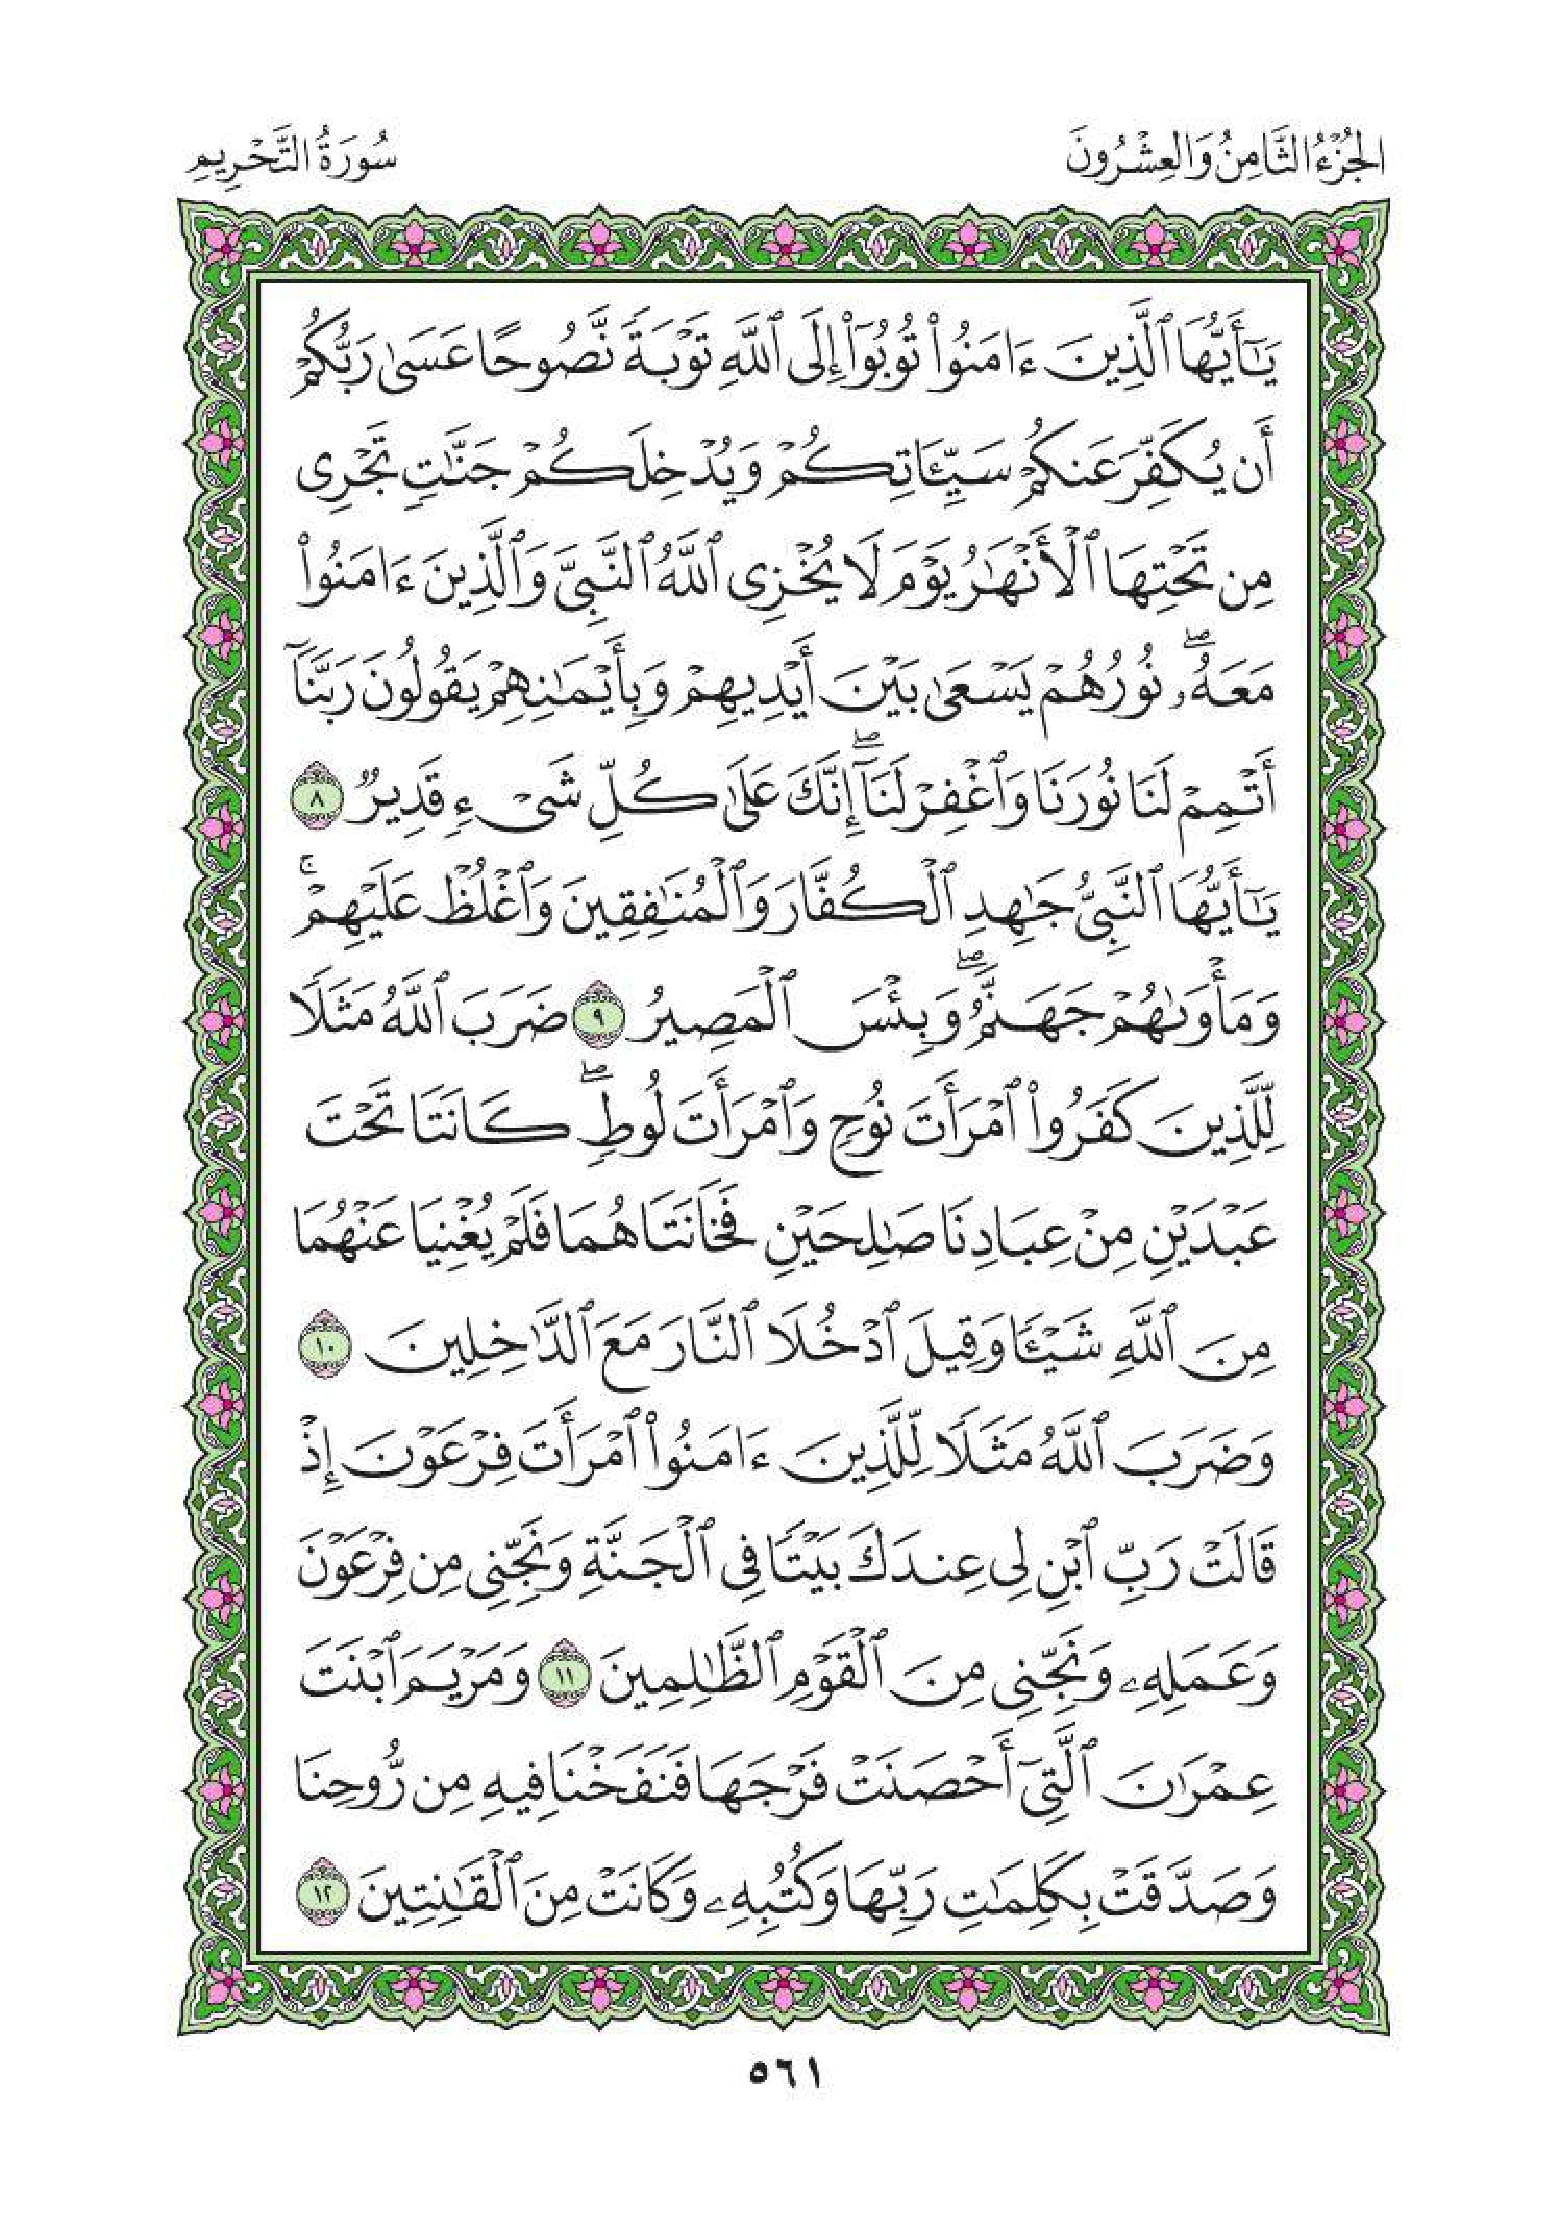 الجُزْءُ الثَّامِنُ وَالعِشْرُونَ
سُورَةُ التَّحْرِيمِ
يَٰٓأَيُّهَا ٱلَّذِينَ ءَامَنُوا۟ تُوبُوٓا۟ إِلَى ٱللَّهِ تَوْبَةً نَّصُوحًا عَسَىٰ رَبُّكُمْ
أَن يُكَفِّرَ عَنكُمْ سَيِّـَٔاتِكُمْ وَيُدْخِلَكُمْ جَنَّٰتٍ تَجْرِى
مِن تَحْتِهَا ٱلْأَنْهَٰرُ يَوْمَ لَا يُخْزِى ٱللَّهُ ٱلنَّبِىَّ وَٱلَّذِينَ ءَامَنُوا۟
مَعَهُۥ ۖ نُورُهُمْ يَسْعَىٰ بَيْنَ أَيْدِيهِمْ وَبِأَيْمَٰنِهِمْ يَقُولُونَ رَبَّنَآ
أَتْمِمْ لَنَا نُورَنَا وَٱغْفِرْ لَنَآ ۖ إِنَّكَ عَلَىٰ كُلِّ شَىْءٍ قَدِيرٌ ٨
يَٰٓأَيُّهَا ٱلنَّبِىُّ جَٰهِدِ ٱلْكُفَّارَ وَٱلْمُنَٰفِقِينَ وَٱغْلُظْ عَلَيْهِمْ ۚ
وَمَأْوَىٰهُمْ جَهَنَّمُ ۖ وَبِئْسَ ٱلْمَصِيرُ ٩ ضَرَبَ ٱللَّهُ مَثَلًا
لِّلَّذِينَ كَفَرُوا۟ ٱمْرَأَتَ نُوحٍ وَٱمْرَأَتَ لُوطٍ ۖ كَانَتَا تَحْتَ
عَبْدَيْنِ مِنْ عِبَادِنَا صَٰلِحَيْنِ فَخَانَتَاهُمَا فَلَمْ يُغْنِيَا عَنْهُمَا
مِنَ ٱللَّهِ شَيْـًٔا وَقِيلَ ٱدْخُلَا ٱلنَّارَ مَعَ ٱلدَّٰخِلِينَ ١٠
وَضَرَبَ ٱللَّهُ مَثَلًا لِّلَّذِينَ ءَامَنُوا۟ ٱمْرَأَتَ فِرْعَوْنَ إِذْ
قَالَتْ رَبِّ ٱبْنِ لِى عِندَكَ بَيْتًا فِى ٱلْجَنَّةِ وَنَجِّنِى مِن فِرْعَوْنَ
وَعَمَلِهِۦ وَنَجِّنِى مِنَ ٱلْقَوْمِ ٱلظَّٰلِمِينَ ١١ وَمَرْيَمَ ٱبْنَتَ
عِمْرَٰنَ ٱلَّتِىٓ أَحْصَنَتْ فَرْجَهَا فَنَفَخْنَا فِيهِ مِن رُّوحِنَا
وَصَدَّقَتْ بِكَلِمَٰتِ رَبِّهَا وَكُتُبِهِۦ وَكَانَتْ مِنَ ٱلْقَٰنِتِينَ ١٢
٥٦١